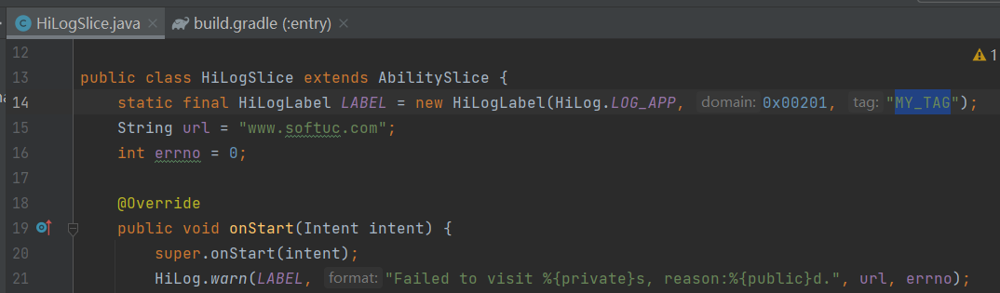 HiLogSlice.java build.gradle (:entry)
12
1
13 public class HiLogSlice extends AbilitySlice {
14 static final HiLogLabel LABEL = new HiLogLabel(HiLog.LOG_APP, domain: 0x00201, tag: "MY_TAG");
15 String url = "www.softuc.com";
16 int errno = 0;
17
18 @Override
19 public void onStart(Intent intent) {
20 super.onStart(intent);
21 HiLog.warn(LABEL, format: "Failed to visit %{private}s, reason:%{public}d.", url, errno);